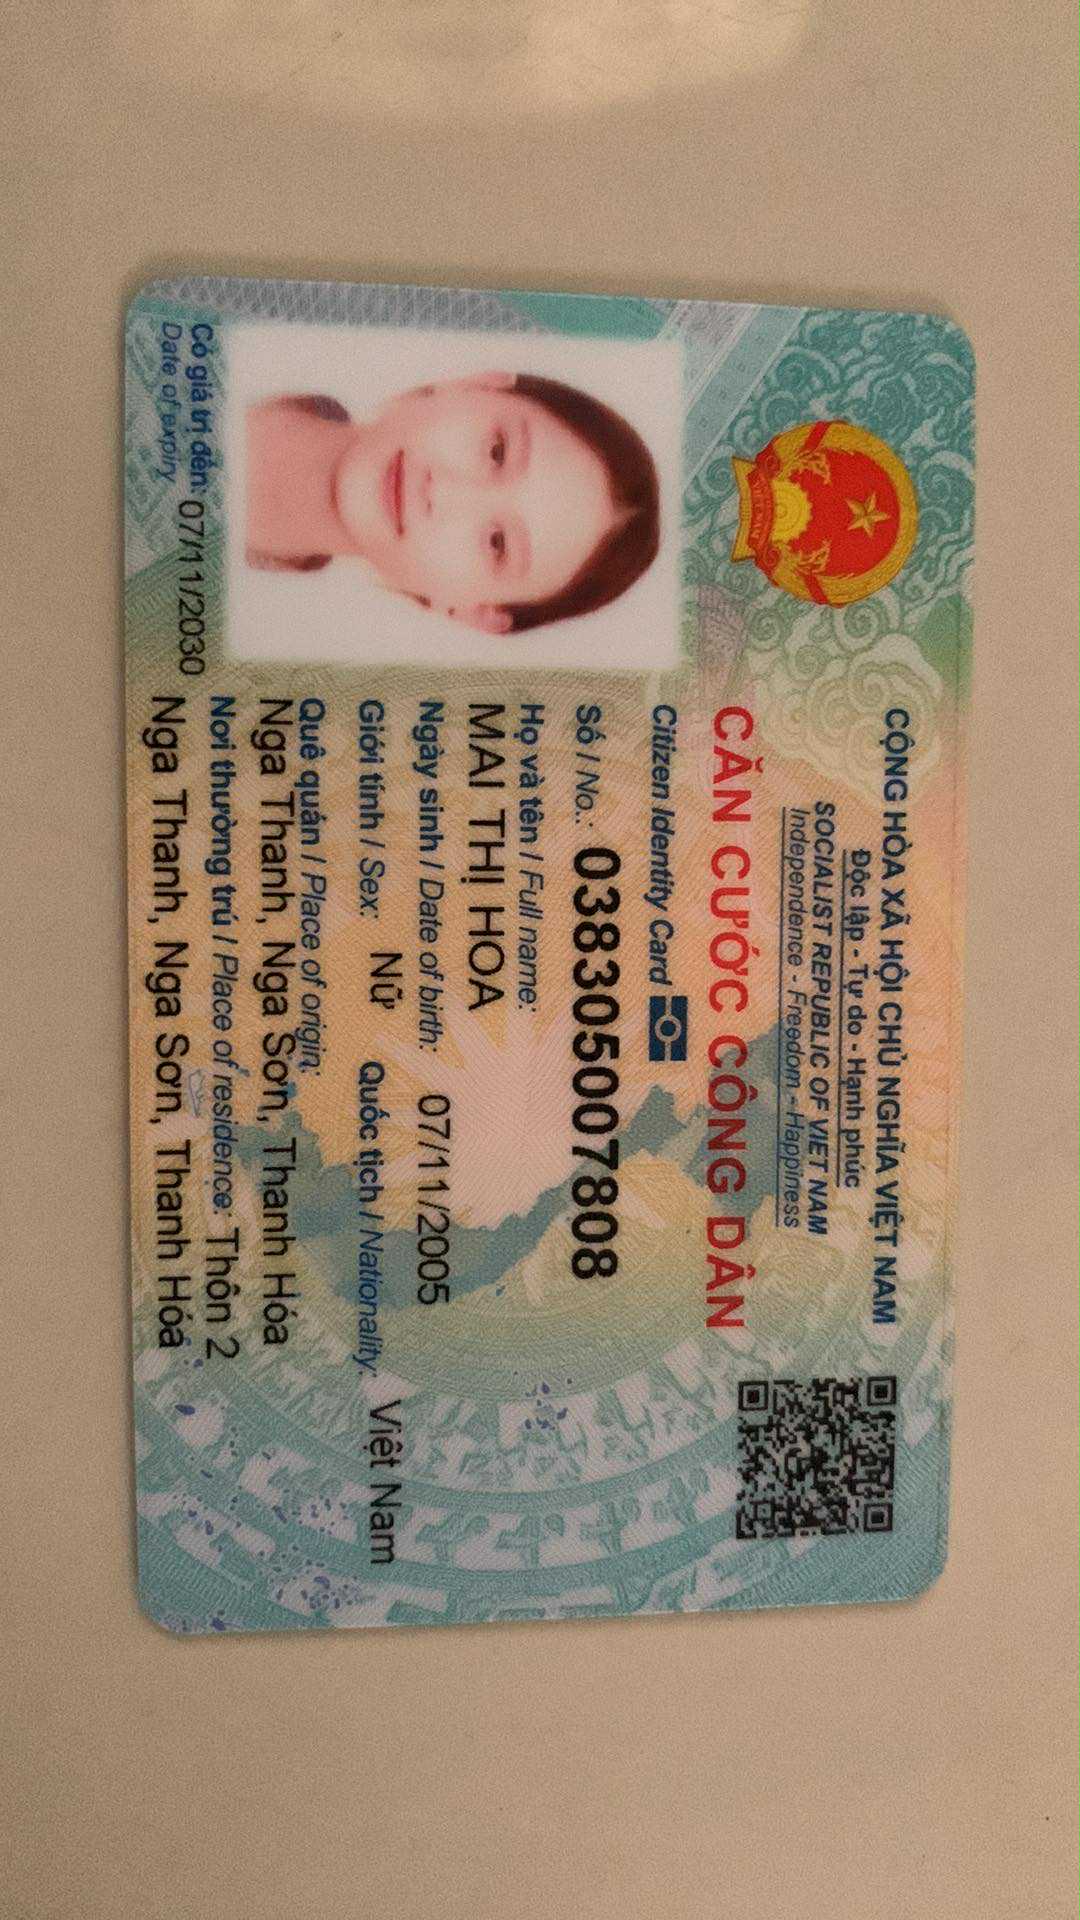 CỘNG HÒA XÃ HỘI CHỦ NGHĨA VIỆT NAM
Độc lập - Tự do - Hạnh phúc
SOCIALIST REPUBLIC OF VIET NAM
Independence - Freedom - Happiness
CĂN CƯỚC CÔNG DÂN
Citizen Identity Card
Số / No.: 038305007808
Họ và tên / Full name:
MAI THỊ HOA
Ngày sinh / Date of birth: 07/11/2005
Giới tính / Sex: Nữ Quốc tịch / Nationality: Việt Nam
Quê quán / Place of origin:
Nga Thanh, Nga Sơn, Thanh Hóa
Nơi thường trú / Place of residence: Thôn 2
Nga Thanh, Nga Sơn, Thanh Hóa
Có giá trị đến: 07/11/2030
Date of expiry